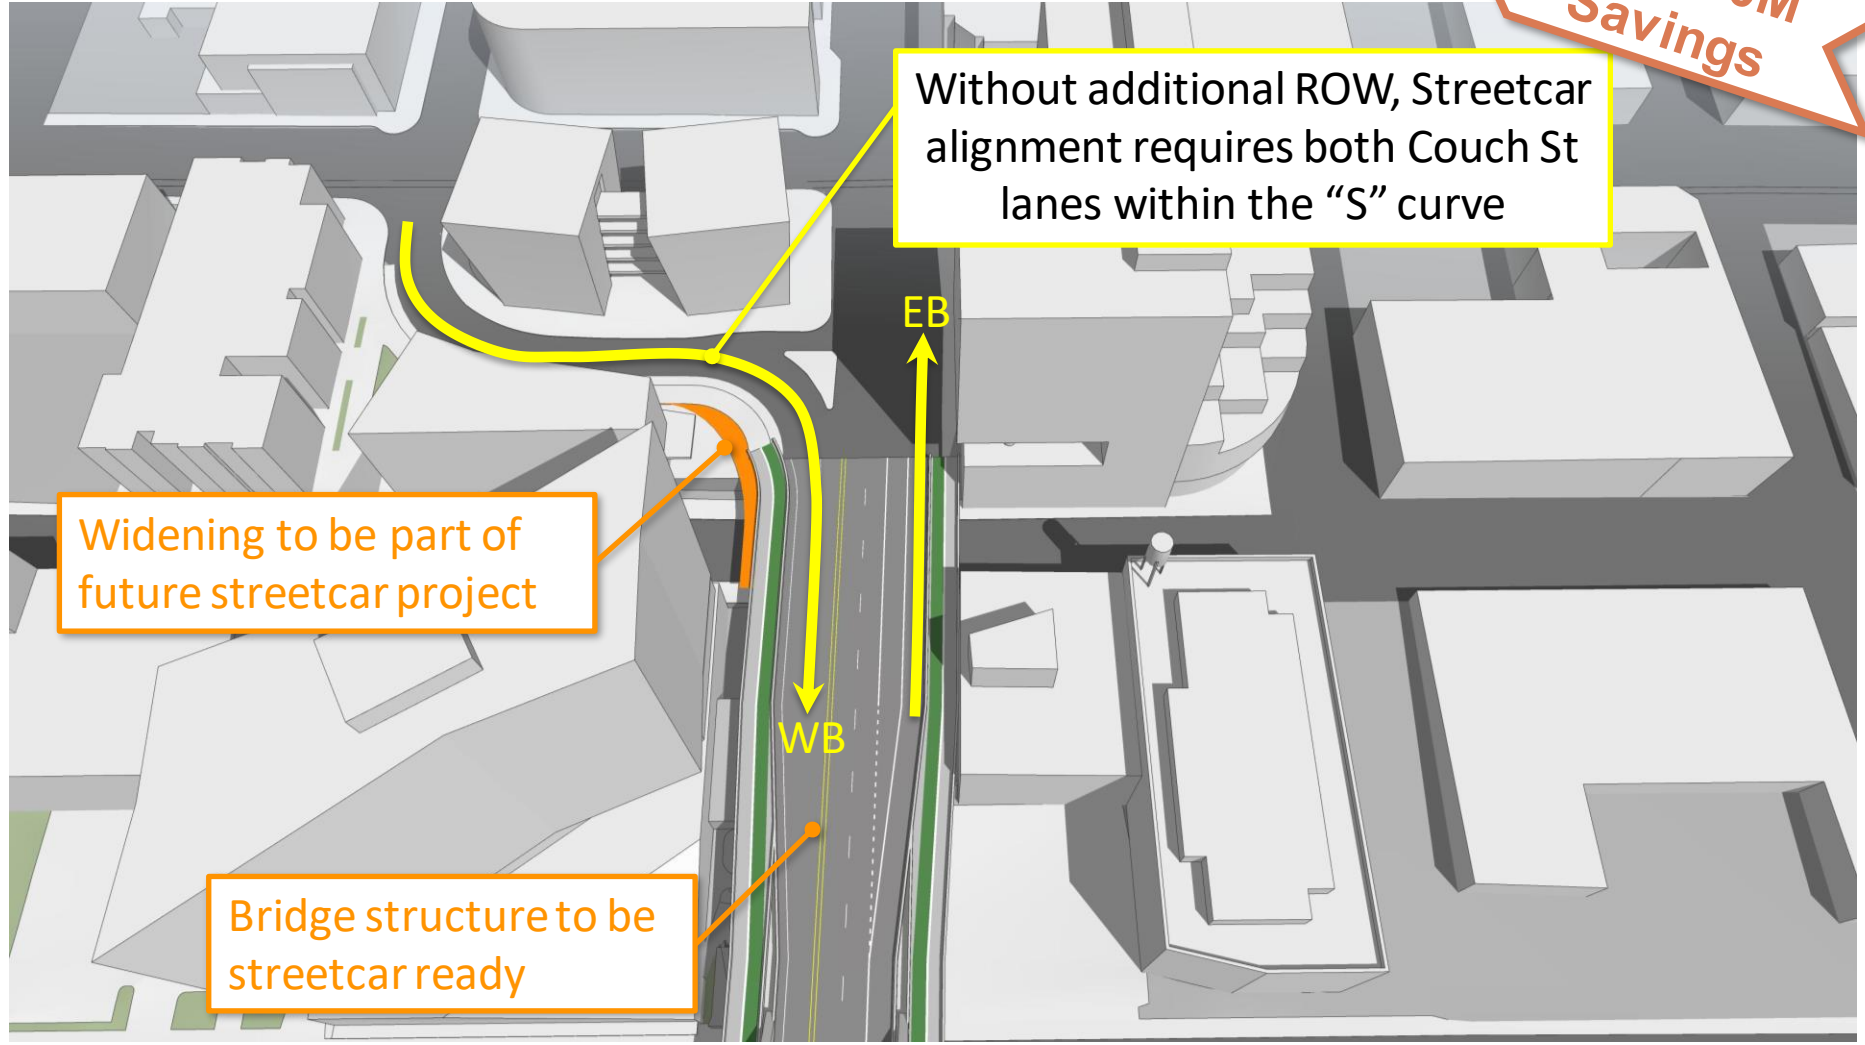 Savings
Without additional ROW, Streetcar
alignment requires both Couch St
lanes within the “S” curve
EB
Widening to be part of
future streetcar project
WB
Bridge structure to be
streetcar ready